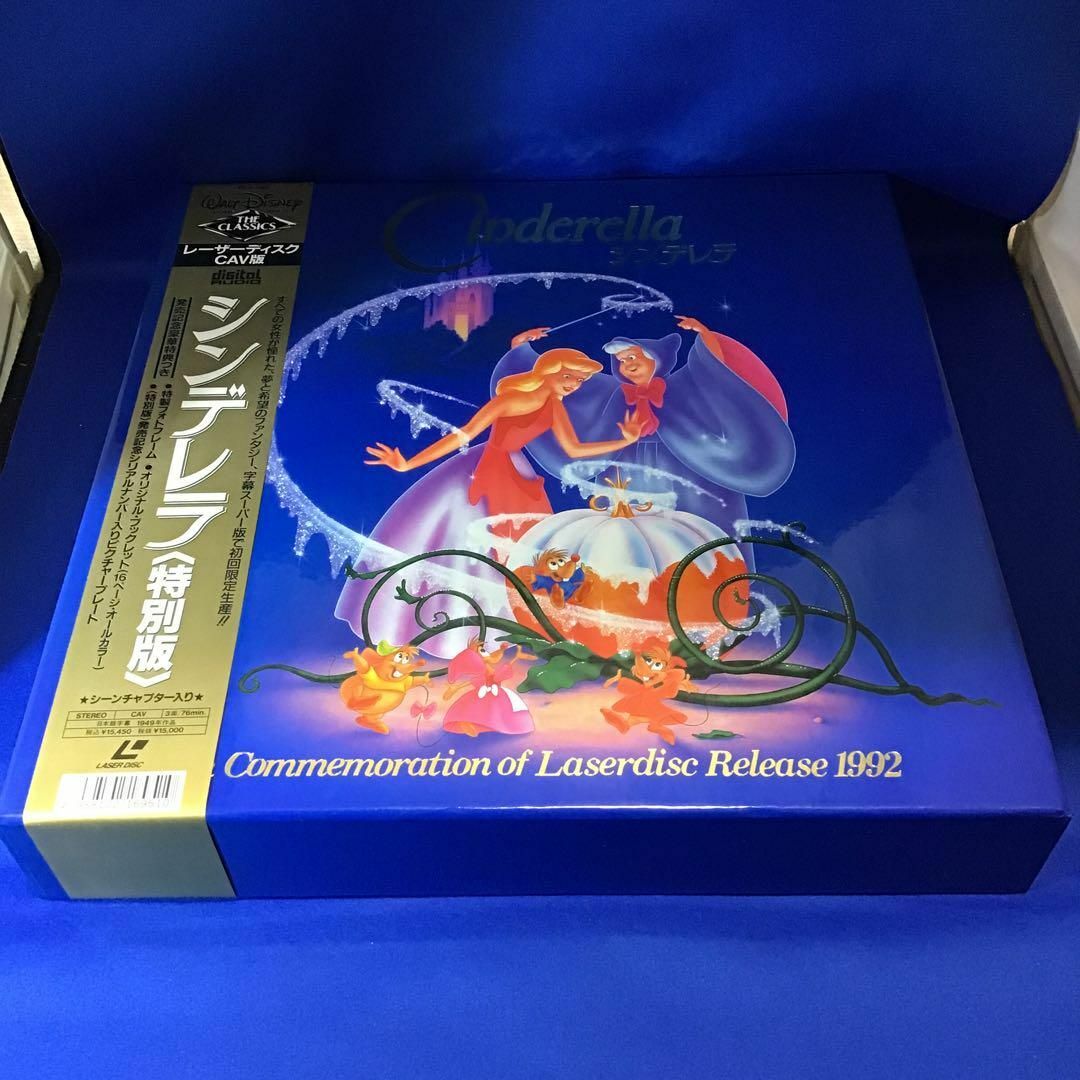 WALT DISNEY
THE
CLASSICS
レーザーディスク
CAV版
digital
AUDIO
シンデレラ〈特別版〉
すべての女性が憧れた、夢と希望のファンタジー、字幕スーパー版で初回限定生産!!
発売記念豪華特典つき
•特製フォトフレーム •オリジナル・ブックレット(16ページ・オールカラー)
•〈特別版〉発売記念シリアルナンバー入りピクチャープレート
★シーンチャプター入り★
STEREO CAV 3面 76min.
日本語字幕 1949年作品
税込¥15,450 税抜¥15,000
LASER DISC
Cinderella
シンデレラ
Commemoration of Laserdisc Release 1992